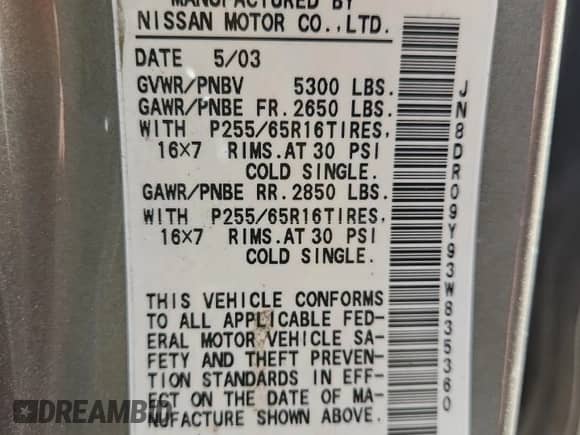 MANUFACTURED BY
NISSAN MOTOR CO.,LTD.
DATE 5/03
GVWR/PNBV 5300 LBS.
GAWR/PNBE FR. 2650 LBS.
WITH P255/65R16TIRES,
16×7 RIMS.AT 30 PSI
COLD SINGLE.
GAWR/PNBE RR. 2850 LBS.
WITH P255/65R16TIRES,
16×7 RIMS.AT 30 PSI
COLD SINGLE.
THIS VEHICLE CONFORMS
TO ALL APPLICABLE FED-
ERAL MOTOR VEHICLE SA-
FETY AND THEFT PREVEN-
TION STANDARDS IN EFF-
ECT ON THE DATE OF MA-
NUFACTURE SHOWN ABOVE.
JN8DR09Y93W835360
DREAMBID